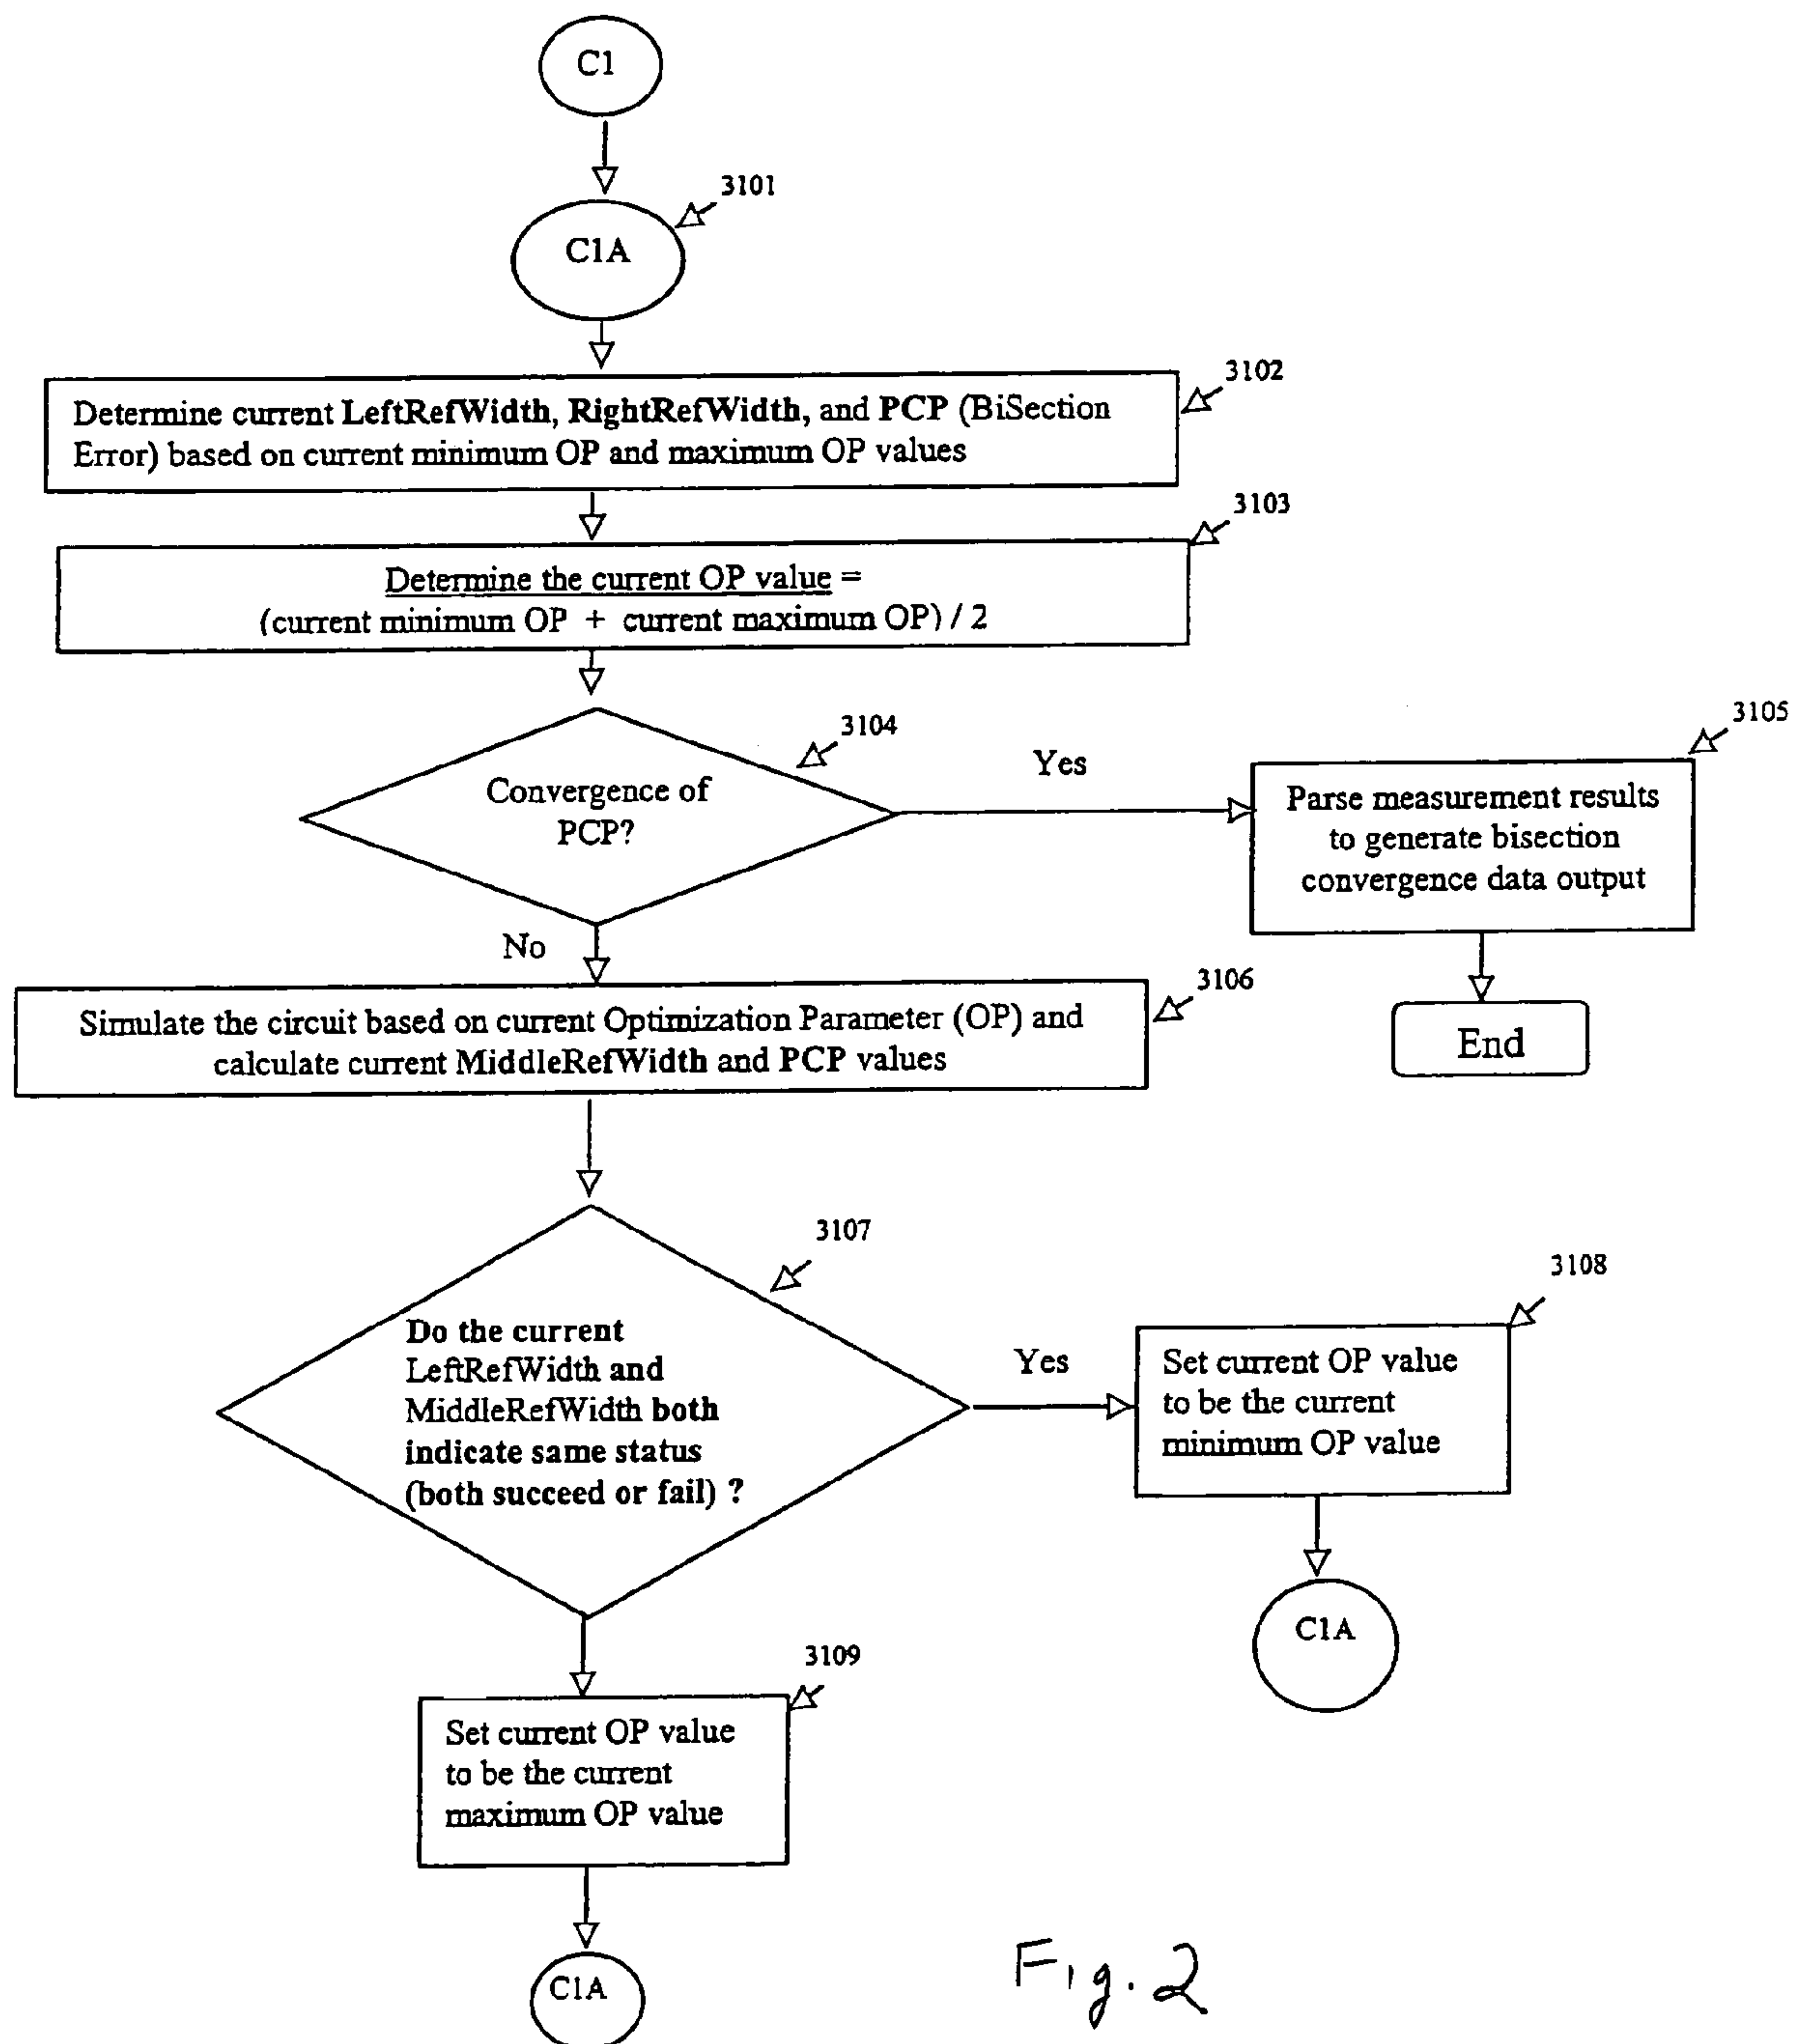 C1
3101
C1A
3102
Determine current LeftRefWidth, RightRefWidth, and PCP (BiSection
Error) based on current minimum OP and maximum OP values
3103
Determine the current OP value =
(current minimum OP + current maximum OP) / 2
3104
Convergence of
PCP?
Yes
3105
Parse measurement results
to generate bisection
convergence data output
No
End
3106
Simulate the circuit based on current Optimization Parameter (OP) and
calculate current MiddleRefWidth and PCP values
3107
Do the current
LeftRefWidth and
MiddleRefWidth both
indicate same status
(both succeed or fail) ?
Yes
3108
Set current OP value
to be the current
minimum OP value
C1A
3109
Set current OP value
to be the current
maximum OP value
C1A
Fig. 2